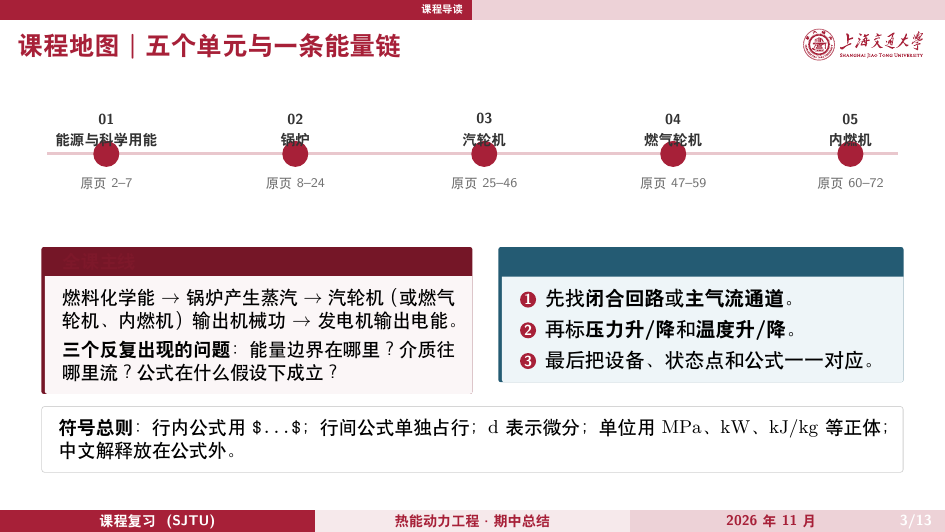 课程导读
课程地图｜五个单元与一条能量链
上海交通大学
SHANGHAI JIAO TONG UNIVERSITY
01
能源与科学用能
原页 2–7
02
锅炉
原页 8–24
03
汽轮机
原页 25–46
04
燃气轮机
原页 47–59
05
内燃机
原页 60–72
全课主线
燃料化学能 → 锅炉产生蒸汽 → 汽轮机（或燃气
轮机、内燃机）输出机械功 → 发电机输出电能。
三个反复出现的问题：能量边界在哪里？介质往
哪里流？公式在什么假设下成立？
1 先找闭合回路或主气流通道。
2 再标压力升/降和温度升/降。
3 最后把设备、状态点和公式一一对应。
符号总则：行内公式用 $...$；行间公式单独占行；d 表示微分；单位用 MPa、kW、kJ/kg 等正体；
中文解释放在公式外。
课程复习（SJTU）
热能动力工程 · 期中总结
2026 年 11 月
3/13